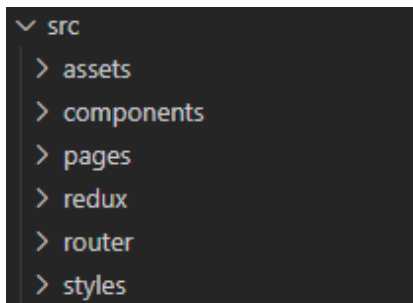 src
assets
components
pages
redux
router
styles